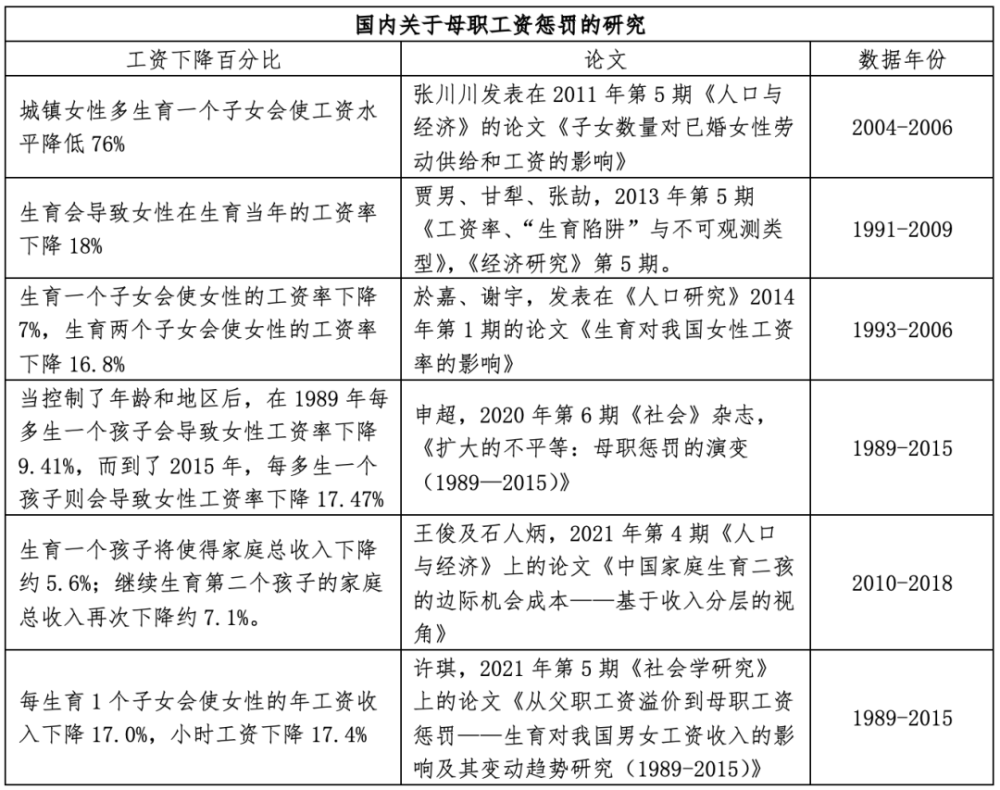 国内关于母职工资惩罚的研究
工资下降百分比
论文
数据年份
城镇女性多生育一个子女会使工资水
平降低 76%
张川川发表在 2011 年第 5 期《人口与
经济》的论文《子女数量对已婚女性劳
动供给和工资的影响》
2004-2006
生育会导致女性在生育当年的工资率
下降 18%
贾男、甘犁、张劼，2013 年第 5 期
《工资率、“生育陷阱”与不可观测类
型》，《经济研究》第 5 期。
1991-2009
生育一个子女会使女性的工资率下降
7%，生育两个子女会使女性的工资率
下降 16.8%
於嘉、谢宇，发表在《人口研究》2014
年第 1 期的论文《生育对我国女性工资
率的影响》
1993-2006
当控制了年龄和地区后，在 1989 年每
多生一个孩子会导致女性工资率下降
9.41%，而到了 2015 年，每多生一个
孩子则会导致女性工资率下降 17.47%
申超，2020 年第 6 期《社会》杂志，
《扩大的不平等：母职惩罚的演变
（1989—2015）》
1989-2015
生育一个孩子将使得家庭总收入下降
约 5.6%；继续生育第二个孩子的家庭
总收入再次下降约 7.1%。
王俊及石人炳，2021 年第 4 期《人口
与经济》上的论文《中国家庭生育二孩
的边际机会成本——基于收入分层的视
角》
2010-2018
每生育 1 个子女会使女性的年工资收
入下降 17.0%，小时工资下降 17.4%
许琪，2021 年第 5 期《社会学研究》
上的论文《从父职工资溢价到母职工资
惩罚——生育对我国男女工资收入的影
响及其变动趋势研究（1989-2015）》
1989-2015